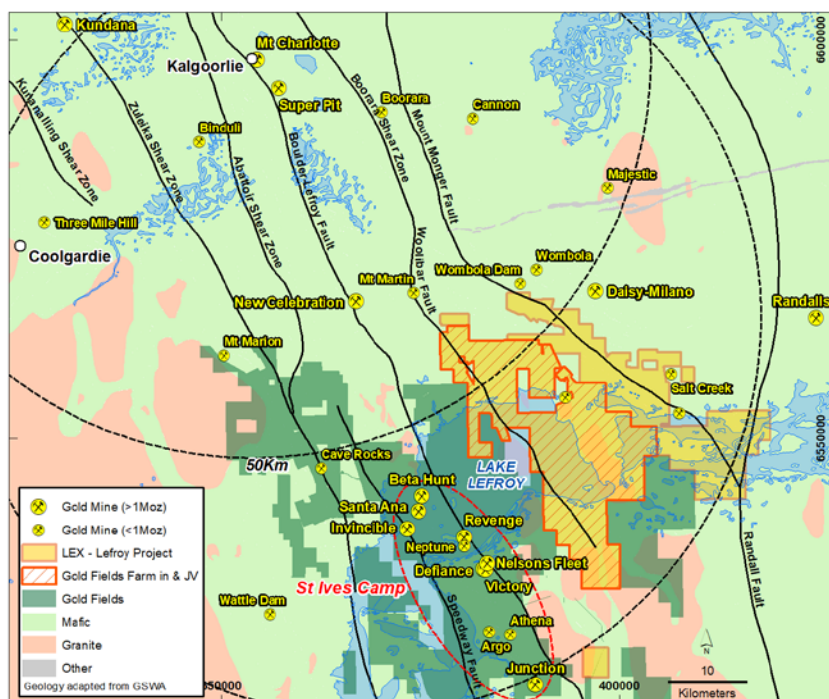 Kundana
Mt Charlotte
Kalgoorlie
Super Pit
Boorara
Cannon
Binduli
Kunanalling Shear Zone
Zuleika Shear Zone
Abattoir Shear Zone
Boulder-Lefroy Fault
Boorara Shear Zone
Mount Monger Fault
6600000
Majestic
Three Mile Hill
Coolgardie
Woolibar Fault
Wombola
Wombola Dam
Mt Martin
Daisy-Milano
New Celebration
Randalls
Mt Marion
Salt Creek
6550000
50Km
Cave Rocks
LAKE
LEFROY
Beta Hunt
Santa Ana
Invincible
Revenge
Neptune
Nelsons Fleet
Defiance
Victory
St Ives Camp
Speedway Fault
Randall Fault
Wattle Dam
Athena
Argo
Junction
Gold Mine (>1Moz)
Gold Mine (<1Moz)
LEX - Lefroy Project
Gold Fields Farm in & JV
Gold Fields
Mafic
Granite
Other
Geology adapted from GSWA
350000
400000
N
10
Kilometers